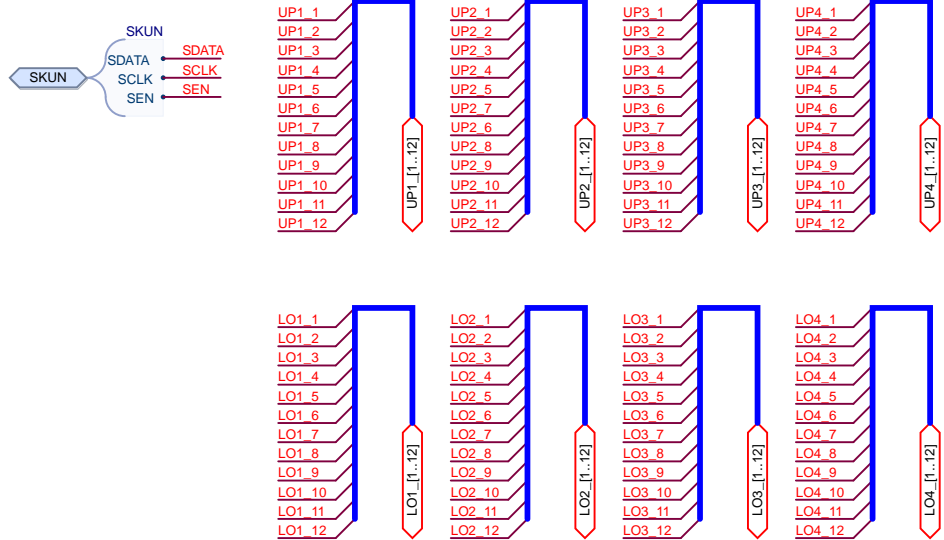 SKUN
SKUN
SDATA
SCLK
SEN
SDATA
SCLK
SEN
UP1_1
UP1_2
UP1_3
UP1_4
UP1_5
UP1_6
UP1_7
UP1_8
UP1_9
UP1_10
UP1_11
UP1_12
UP1_[1..12]
UP2_1
UP2_2
UP2_3
UP2_4
UP2_5
UP2_7
UP2_6
UP2_8
UP2_9
UP2_10
UP2_11
UP2_12
UP2_[1..12]
UP3_1
UP3_2
UP3_3
UP3_4
UP3_5
UP3_6
UP3_7
UP3_8
UP3_9
UP3_10
UP3_11
UP3_12
UP3_[1..12]
UP4_1
UP4_2
UP4_3
UP4_4
UP4_5
UP4_6
UP4_7
UP4_8
UP4_9
UP4_10
UP4_11
UP4_12
UP4_[1..12]
LO1_1
LO1_2
LO1_3
LO1_4
LO1_5
LO1_6
LO1_7
LO1_8
LO1_9
LO1_10
LO1_11
LO1_12
LO1_[1..12]
LO2_1
LO2_2
LO2_3
LO2_4
LO2_5
LO2_6
LO2_7
LO2_8
LO2_9
LO2_10
LO2_11
LO2_12
LO2_[1..12]
LO3_1
LO3_2
LO3_3
LO3_4
LO3_5
LO3_6
LO3_7
LO3_8
LO3_9
LO3_10
LO3_11
LO3_12
LO3_[1..12]
LO4_1
LO4_2
LO4_3
LO4_4
LO4_5
LO4_6
LO4_7
LO4_8
LO4_9
LO4_10
LO4_11
LO4_12
LO4_[1..12]